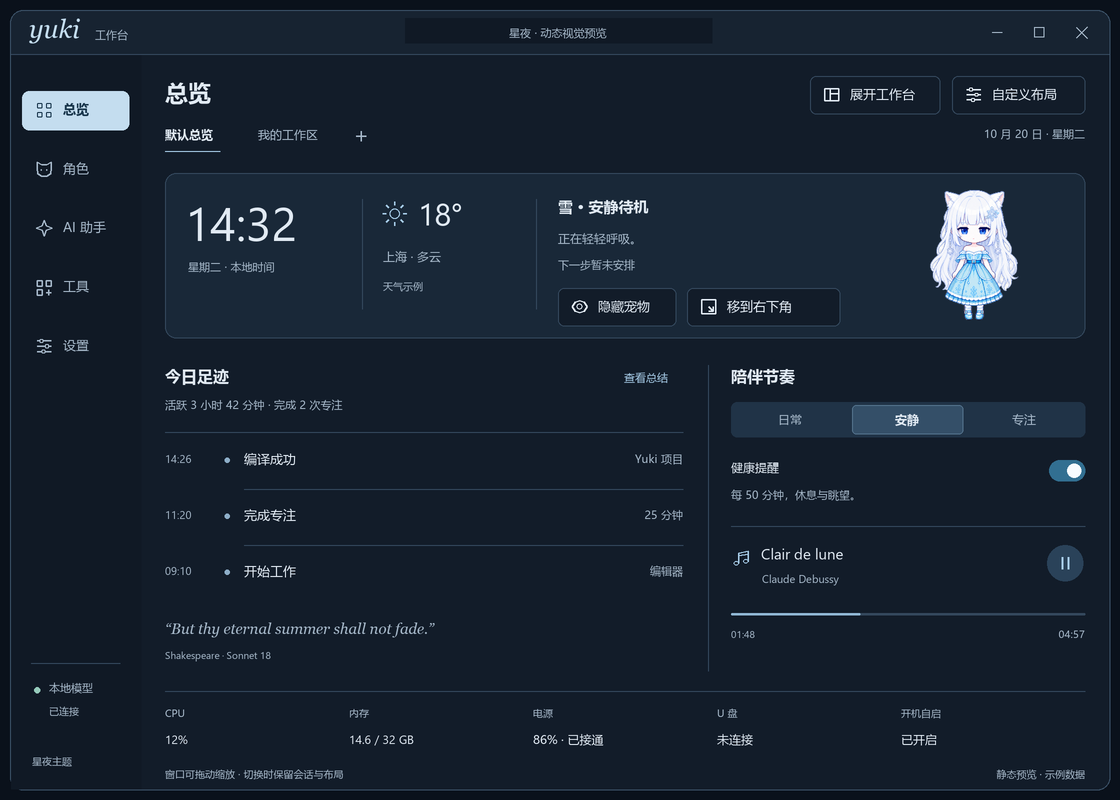 yuki 工作台
星夜 · 动态视觉预览
总览
角色
AI 助手
工具
设置
本地模型
已连接
星夜主题
总览
展开工作台
自定义布局
默认总览
我的工作区
10 月 20 日 · 星期二
14:32
星期二 · 本地时间
18°
上海 · 多云
天气示例
雪 · 安静待机
正在轻轻呼吸。
下一步暂未安排
隐藏宠物
移到右下角
今日足迹
查看总结
活跃 3 小时 42 分钟 · 完成 2 次专注
14:26 编译成功 Yuki 项目
11:20 完成专注 25 分钟
09:10 开始工作 编辑器
“But thy eternal summer shall not fade.”
Shakespeare · Sonnet 18
陪伴节奏
日常 安静 专注
健康提醒
每 50 分钟，休息与眺望。
Clair de lune
Claude Debussy
01:48 04:57
CPU
12%
内存
14.6 / 32 GB
电源
86% · 已接通
U 盘
未连接
开机自启
已开启
窗口可拖动缩放 · 切换时保留会话与布局
静态预览 · 示例数据